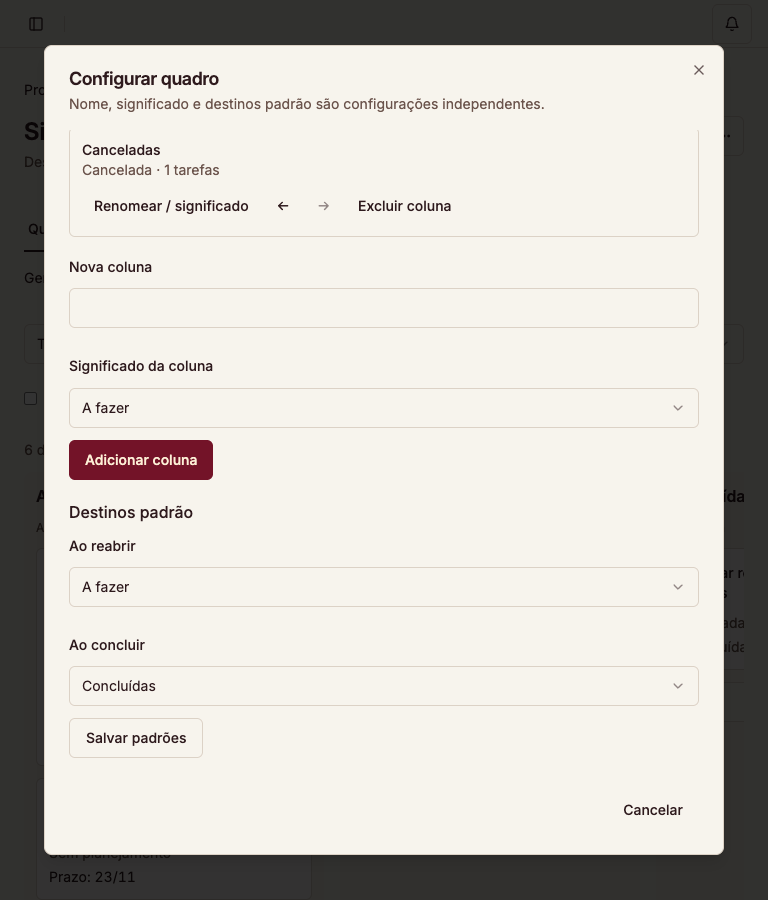 Configurar quadro
Nome, significado e destinos padrão são configurações independentes.
Canceladas
Cancelada · 1 tarefas
Renomear / significado ← → Excluir coluna
Nova coluna
Significado da coluna
A fazer
Adicionar coluna
Destinos padrão
Ao reabrir
A fazer
Ao concluir
Concluídas
Salvar padrões
Cancelar
Prazo: 23/11